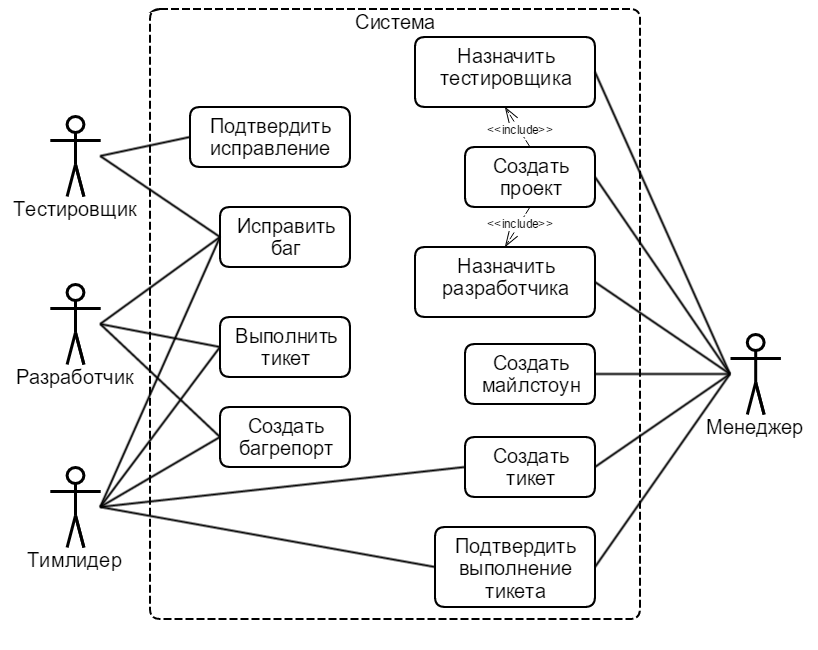 Система
Назначить
тестировщика
<<include>>
Подтвердить
исправление
Создать
проект
Тестировщик
<<include>>
Исправить
баг
Назначить
разработчика
Выполнить
тикет
Разработчик
Создать
майлстоун
Менеджер
Создать
багрепорт
Создать
тикет
Тимлидер
Подтвердить
выполнение
тикета